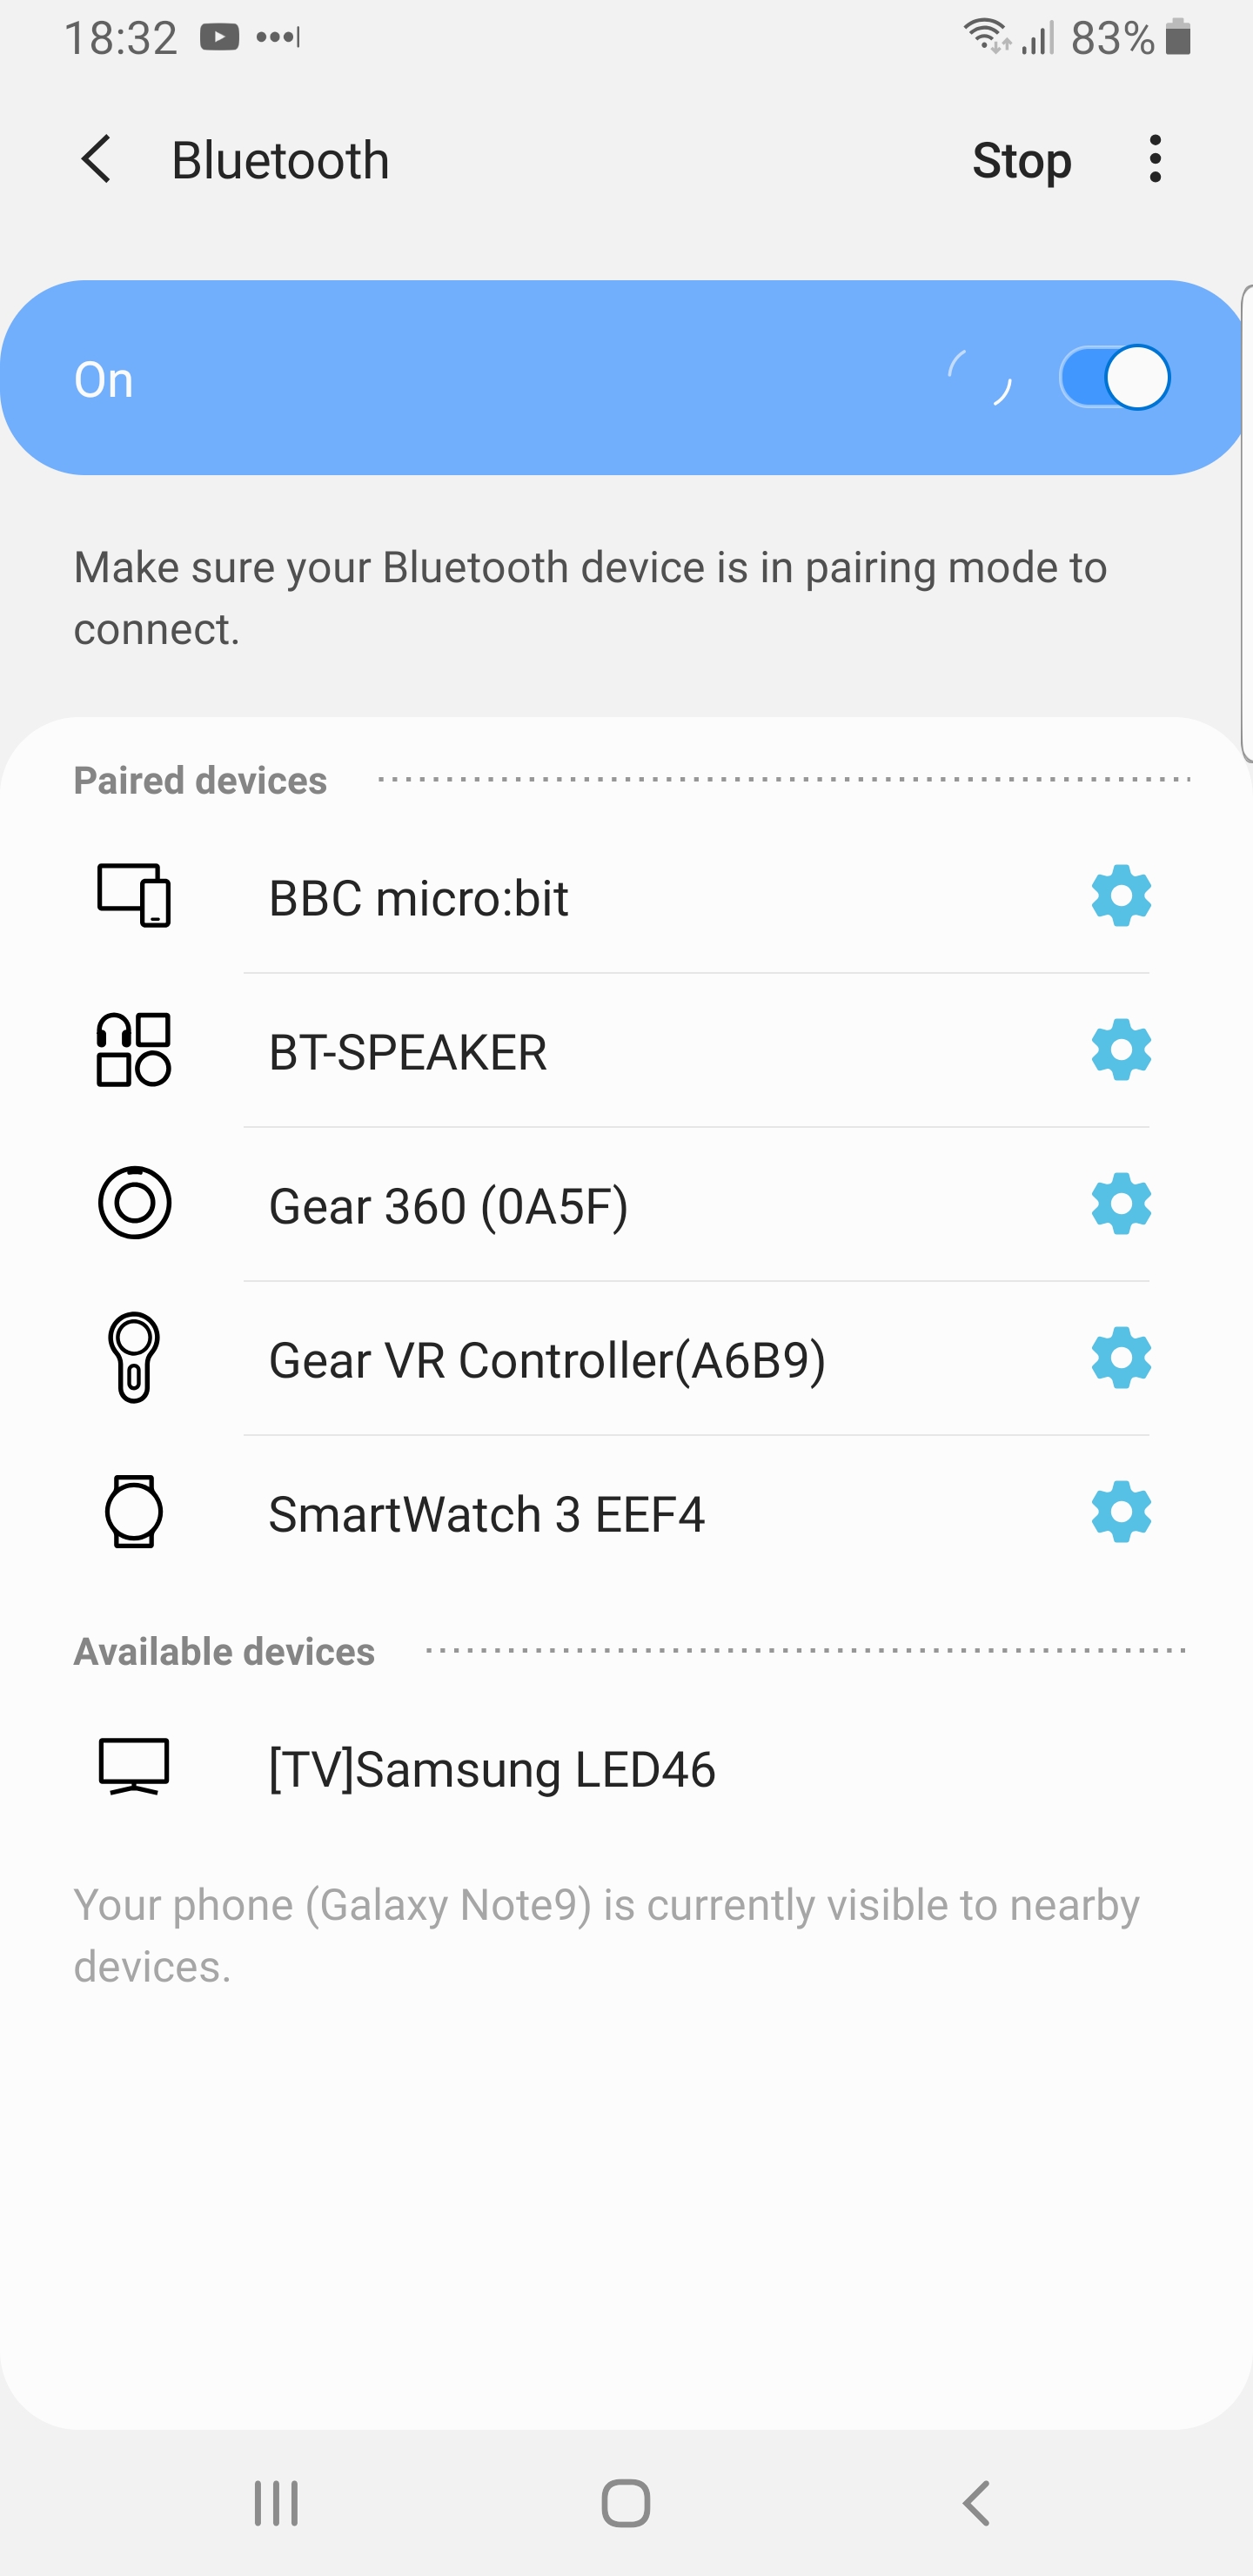 18:32
83%
Bluetooth
Stop
On
Make sure your Bluetooth device is in pairing mode to
connect.
Paired devices
BBC micro:bit
BT-SPEAKER
Gear 360 (0A5F)
Gear VR Controller(A6B9)
SmartWatch 3 EEF4
Available devices
[TV]Samsung LED46
Your phone (Galaxy Note9) is currently visible to nearby
devices.